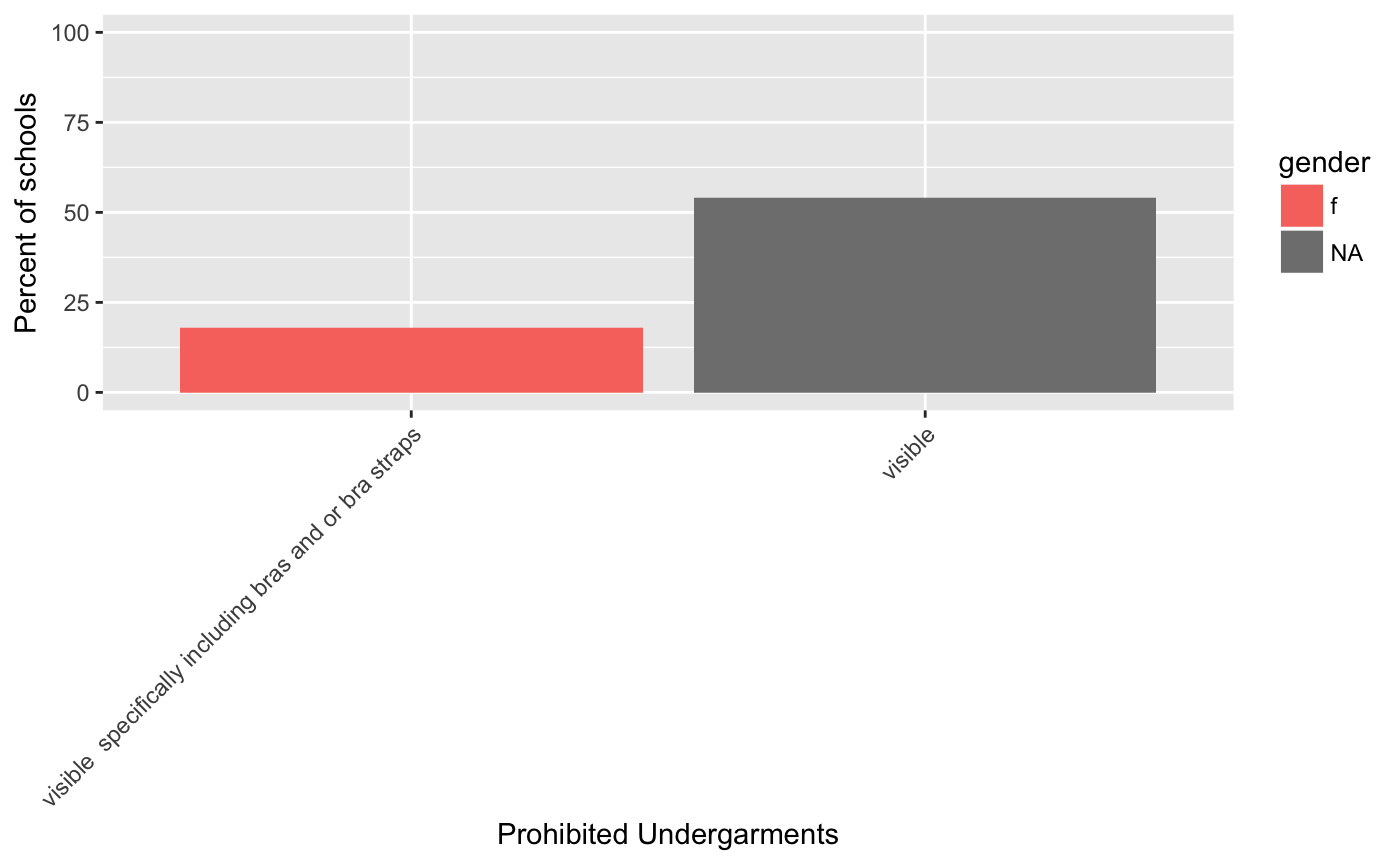 Percent of schools
100
75
50
25
0
visible  specifically including bras and or bra straps
visible
Prohibited Undergarments
gender
f
NA